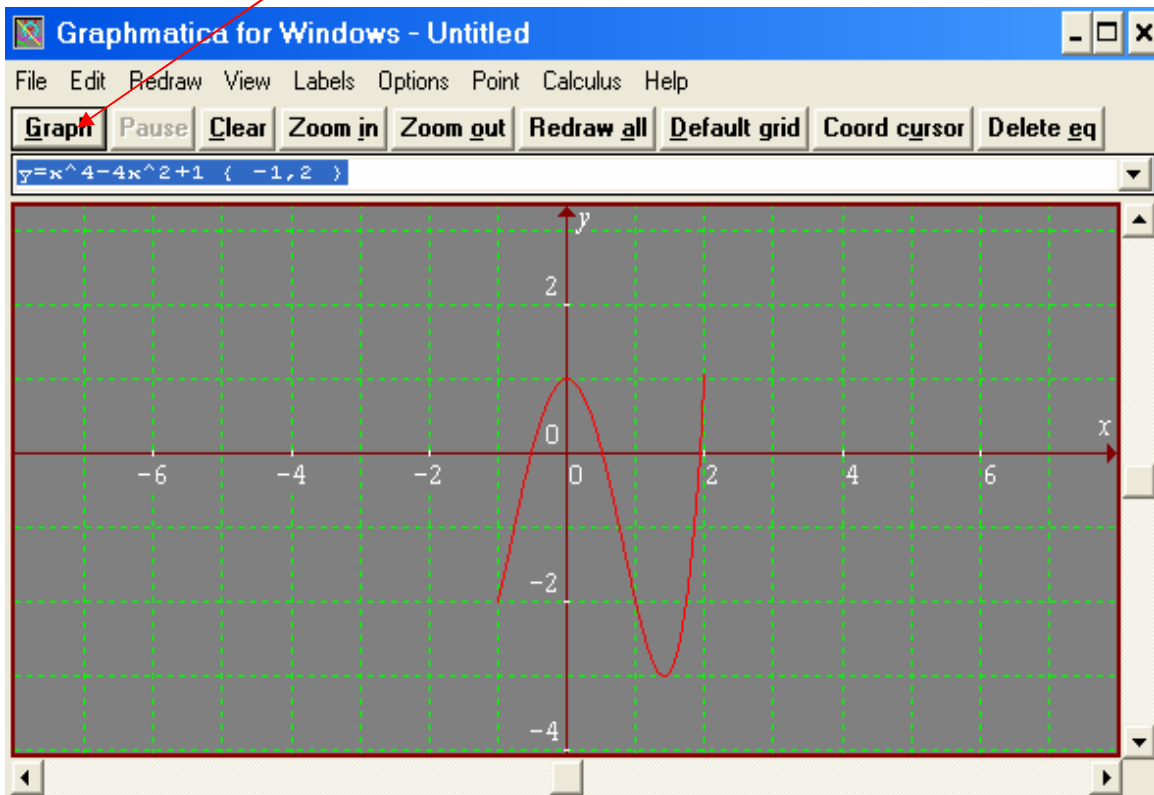 Graphmatica for Windows - Untitled
File Edit Redraw View Labels Options Point Calculus Help
Graph Pause Clear Zoom in Zoom out Redraw all Default grid Coord cursor Delete eq
y=x^4-4x^2+1 { -1,2 }
y
2
0
x
-6 -4 -2 0 2 4 6
-2
-4